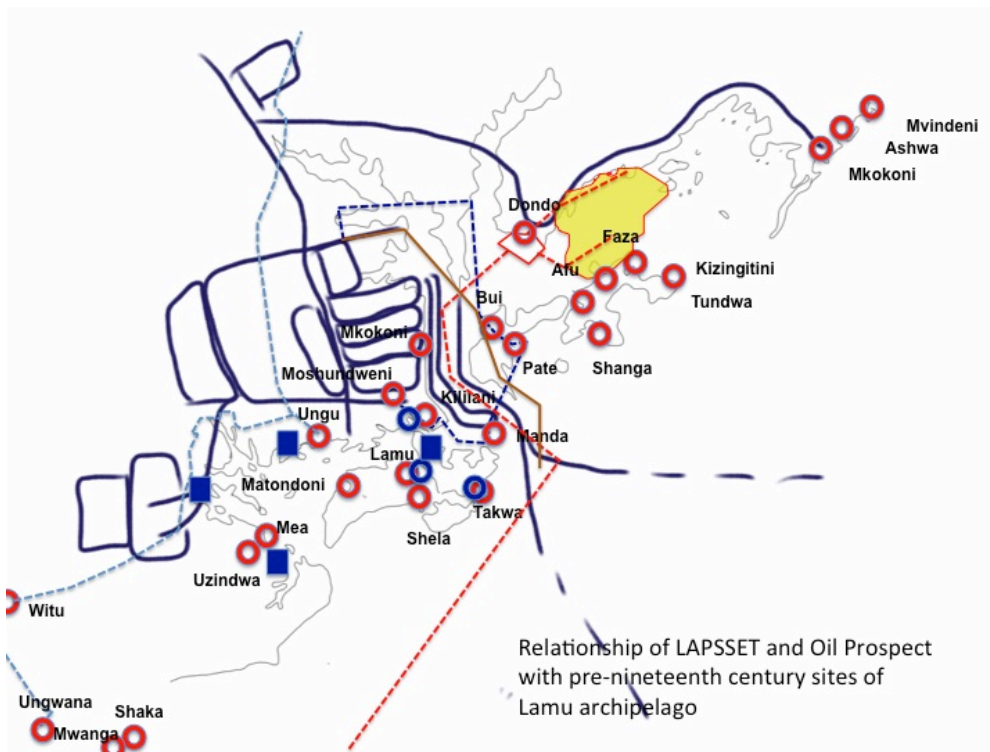 Mvindeni
Ashwa
Mkokoni
Dondo
Faza
Afu
Kizingitini
Bui
Tundwa
Mkokoni
Pate
Shanga
Moshundweni
Kililani
Ungu
Manda
Lamu
Matondoni
Takwa
Mea
Shela
Uzindwa
Witu
Relationship of LAPSSET and Oil Prospect
with pre-nineteenth century sites of
Lamu archipelago
Ungwana
Shaka
Mwanga